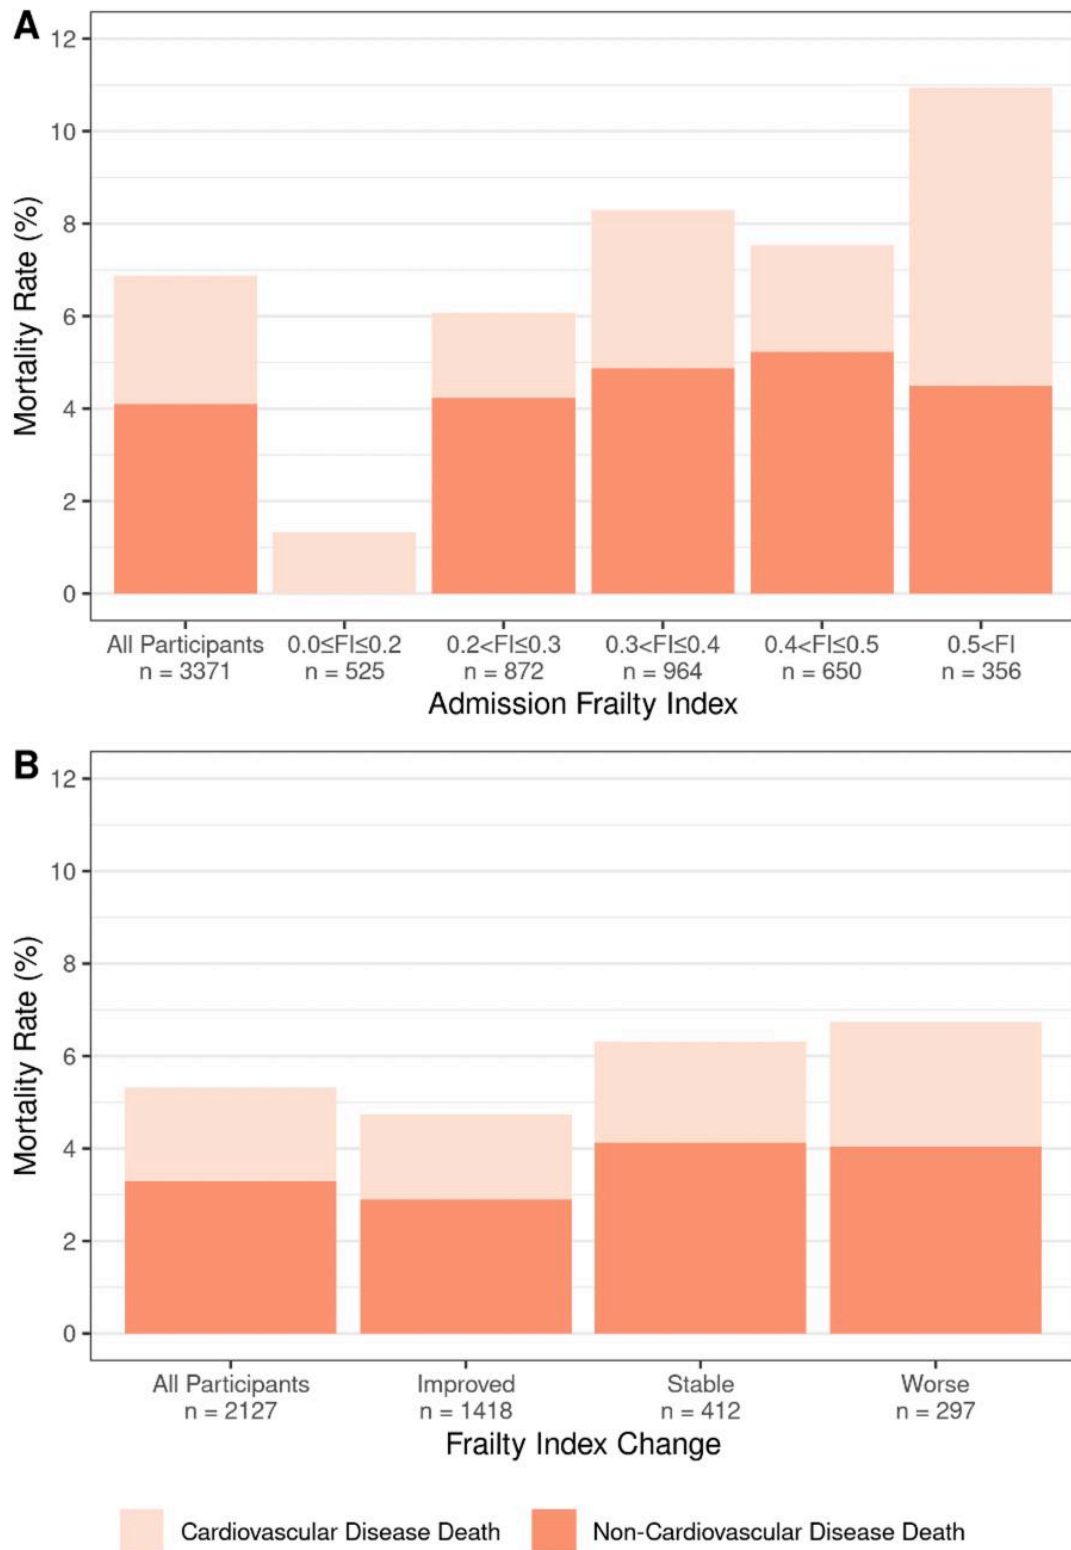 A
12
10
8
6
4
2
0
Mortality Rate (%)
All Participants 0.0≤FI≤0.2 0.2<FI≤0.3 0.3<FI≤0.4 0.4<FI≤0.5 0.5<FI
n = 3371 n = 525 n = 872 n = 964 n = 650 n = 356
Admission Frailty Index
B
12
10
8
6
4
2
0
Mortality Rate (%)
All Participants Improved Stable Worse
n = 2127 n = 1418 n = 412 n = 297
Frailty Index Change
Cardiovascular Disease Death Non-Cardiovascular Disease Death